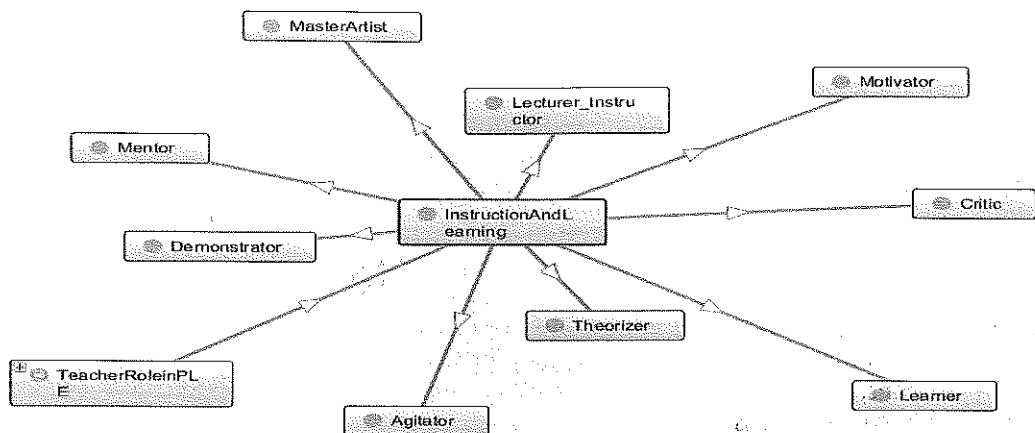 MasterArtist
Motivator
Lecturer_Instru
ctor
Mentor
Critic
InstructionAndL
earning
Demonstrator
Theorizer
TeacherRoleinPL
E
Learner
Agitator